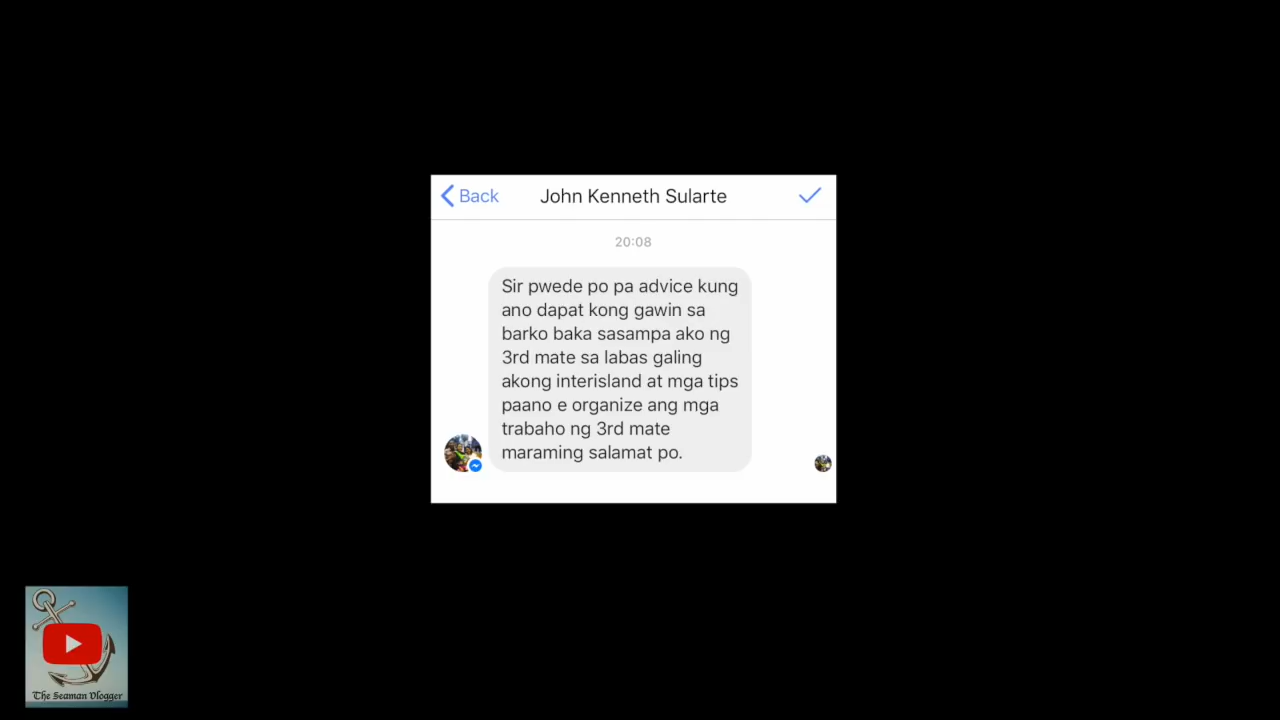 Back
John Kenneth Sularte
20:08
Sir pwede po pa advice kung
ano dapat kong gawin sa
barko baka sasampa ako ng
3rd mate sa labas galing
akong interisland at mga tips
paano e organize ang mga
trabaho ng 3rd mate
maraming salamat po.
The Seaman Vlogger